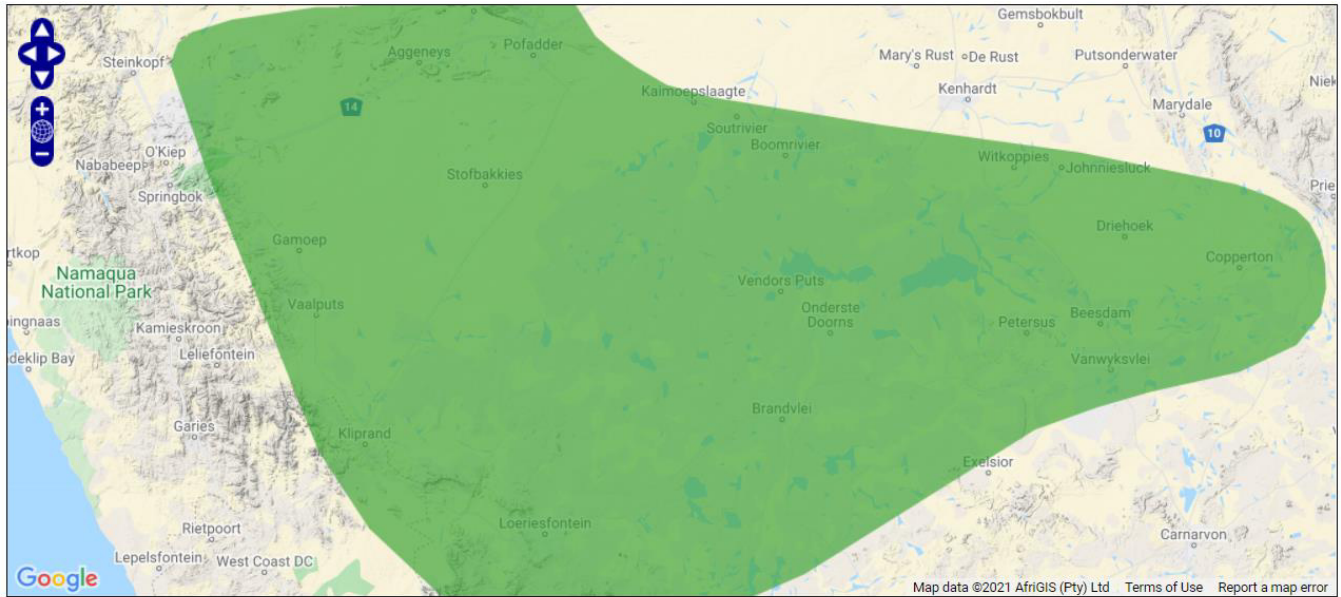 Gemsbokbult
Steinkopf
Aggeneys
Pofadder
Mary's Rust
De Rust
Putsonderwater
Niek
Kaimoepslaagte
Kenhardt
14
Marydale
Soutrivier
10
Boomrivier
O'Kiep
Nababeep
Witkoppies
Johnniesluck
Stofbakkies
Springbok
Prie
Driehoek
Gamoep
rtkop
Copperton
Namaqua
National Park
Vendors Puts
Vaalputs
Onderste
Doorns
Beesdam
pingnaas
Petersus
Kamieskroon
Leliefontein
deklip Bay
Vanwyksvlei
Brandvlei
Garies
Kliprand
Exelsior
Loeriesfontein
Rietpoort
Carnarvon
Lepelsfontein
West Coast DC
Google
Map data ©2021 AfriGIS (Pty) Ltd Terms of Use Report a map error